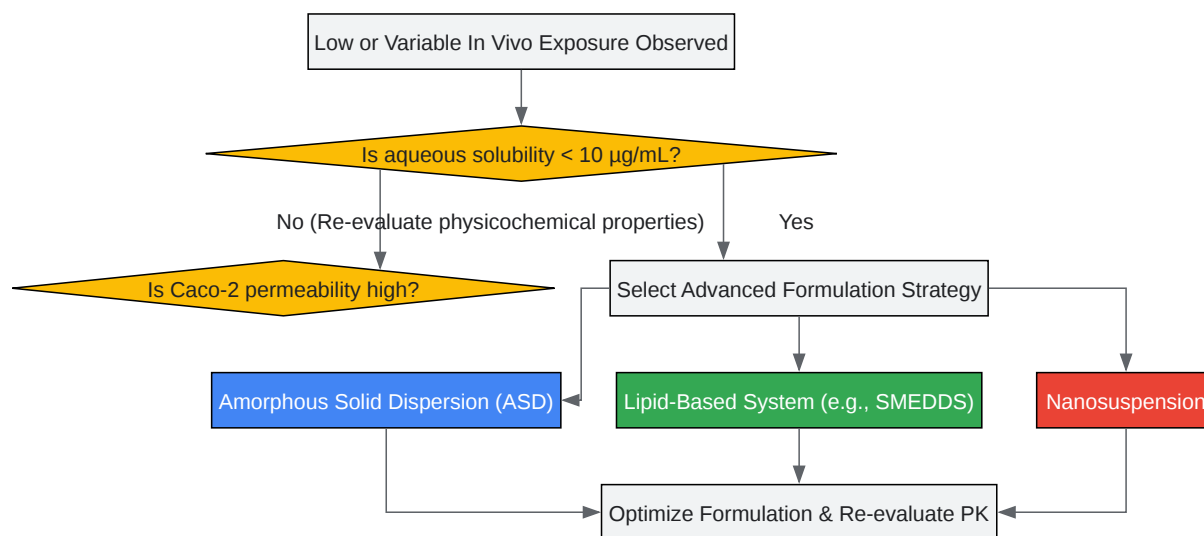 Low or Variable In Vivo Exposure Observed
Is aqueous solubility < 10 µg/mL?
No (Re-evaluate physicochemical properties)
Yes
Is Caco-2 permeability high?
Select Advanced Formulation Strategy
Amorphous Solid Dispersion (ASD)
Lipid-Based System (e.g., SMEDDS)
Nanosuspension
Optimize Formulation & Re-evaluate PK